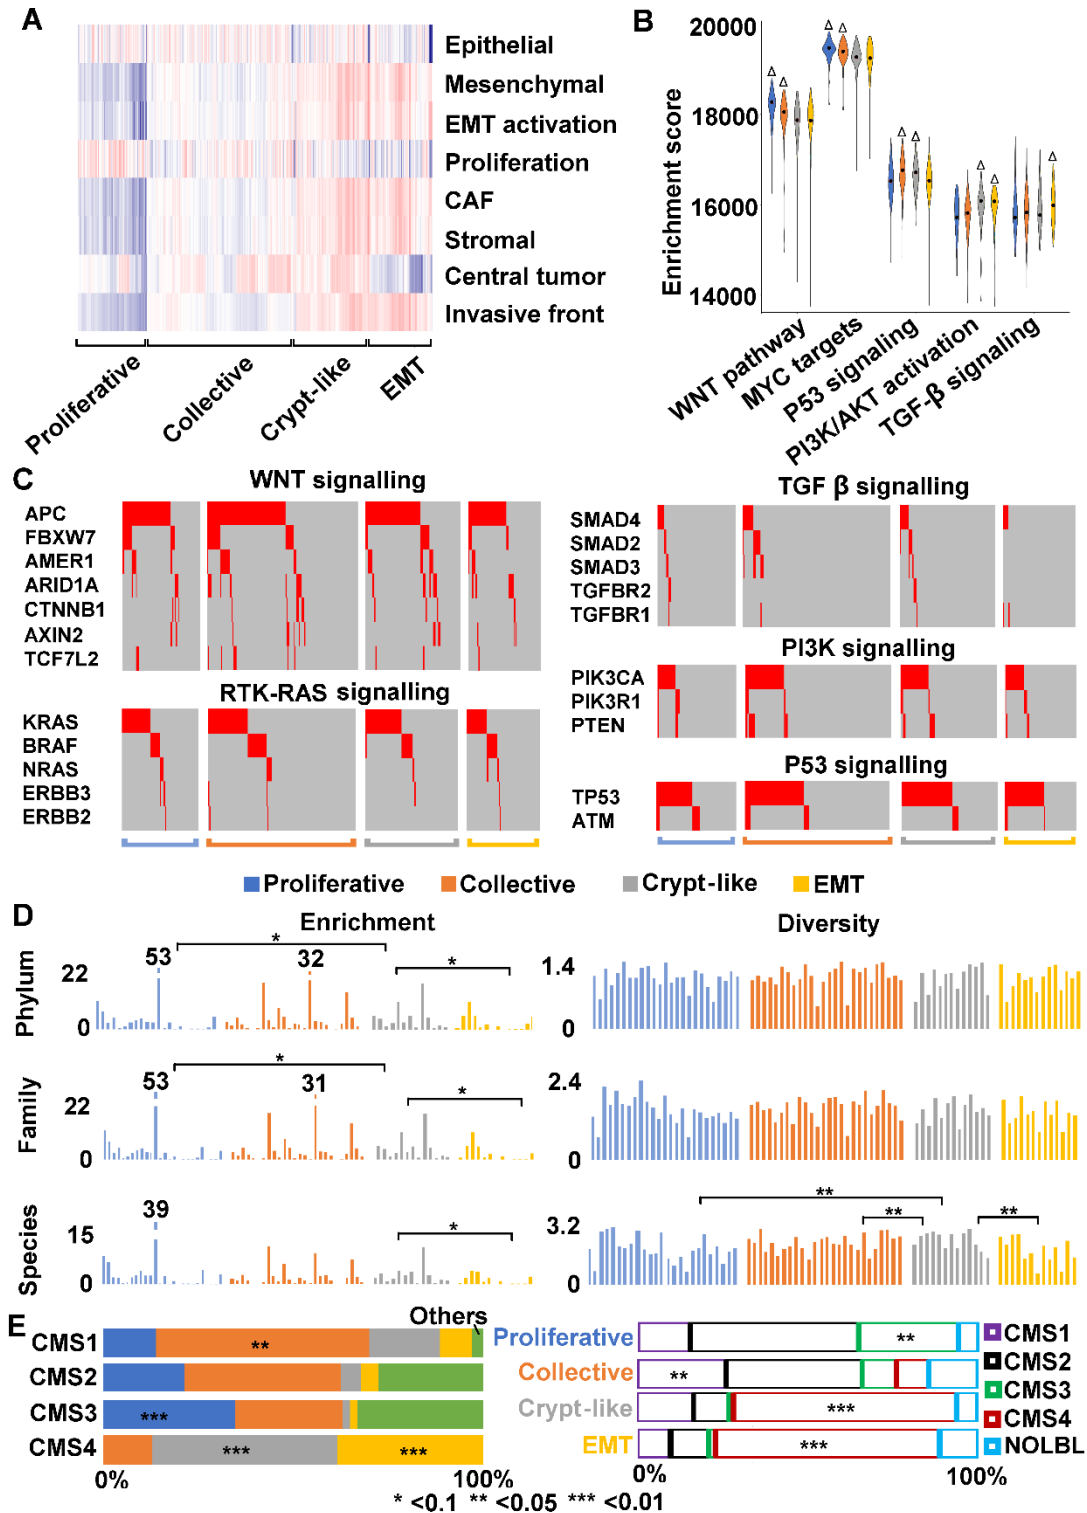 A
Epithelial
Mesenchymal
EMT activation
Proliferation
CAF
Stromal
Central tumor
Invasive front
Proliferative
Collective
Crypt-like
EMT
B
Enrichment score
20000
18000
16000
14000
Δ Δ
Δ Δ
Δ Δ
Δ Δ
Δ
WNT pathway
MYC targets
P53 signaling
PI3K/AKT activation
TGF-β signaling
C
WNT signalling
APC
FBXW7
AMER1
ARID1A
CTNNB1
AXIN2
TCF7L2
RTK-RAS signalling
KRAS
BRAF
NRAS
ERBB3
ERBB2
TGF β signalling
SMAD4
SMAD2
SMAD3
TGFBR2
TGFBR1
PI3K signalling
PIK3CA
PIK3R1
PTEN
P53 signalling
TP53
ATM
Proliferative Collective Crypt-like EMT
D
Enrichment
Diversity
Phylum
22
0
53
*
32
*
1.4
0
Family
22
0
53
*
31
*
2.4
0
Species
15
0
39
*
3.2
0
**
**
**
E
Others
CMS1
**
CMS2
CMS3
***
CMS4
***
***
0%
100%
Proliferative
**
Collective
**
Crypt-like
***
EMT
***
0%
100%
CMS1
CMS2
CMS3
CMS4
NOLBL
* <0.1 ** <0.05 *** <0.01